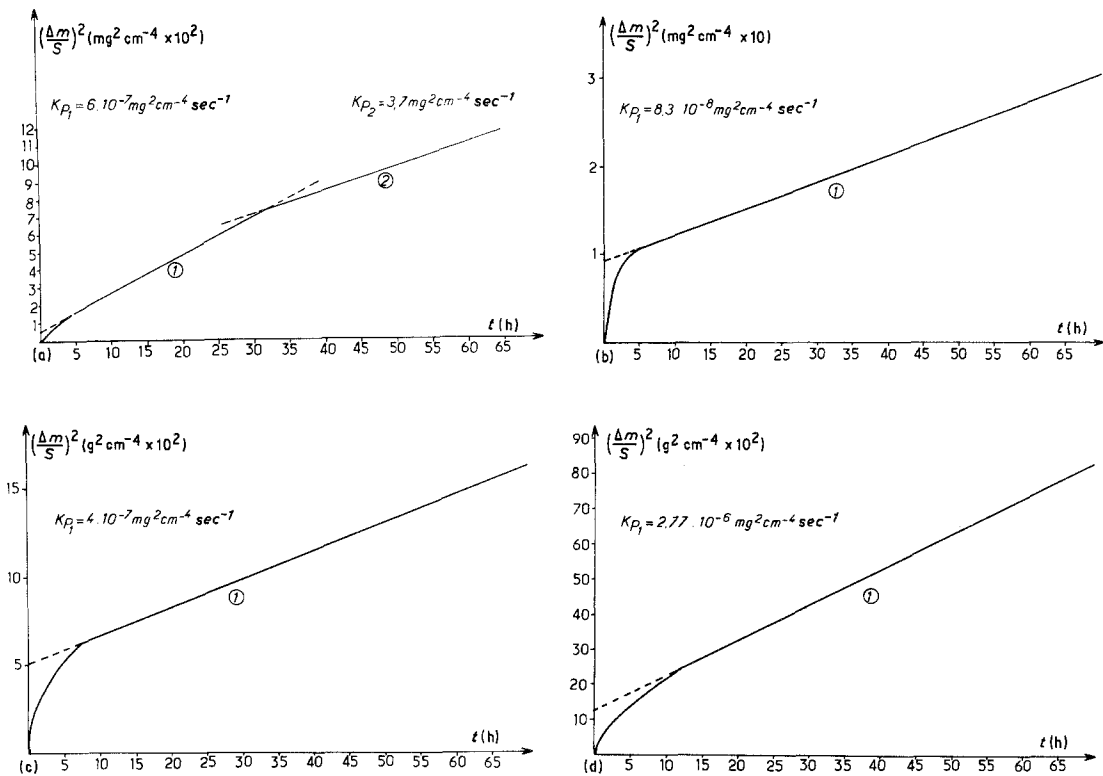 (Δm/S)² (mg² cm⁻⁴ ×10²)
Kp₁ = 6.10⁻⁷ mg² cm⁻⁴ sec⁻¹
Kp₂ = 3,7 mg² cm⁻⁴ sec⁻¹
12
10
9
8
7
6
5
4
3
2
1
①
②
t (h)
(a) 5 10 15 20 25 30 35 40 45 50 55 60 65
(Δm/S)² (mg² cm⁻⁴ ×10)
Kp₁ = 8.3 10⁻⁸ mg² cm⁻⁴ sec⁻¹
3
2
1
①
t (h)
(b) 5 10 15 20 25 30 35 40 45 50 55 60 65
(Δm/S)² (g² cm⁻⁴ ×10²)
Kp₁ = 4.10⁻⁷ mg² cm⁻⁴ sec⁻¹
15
10
5
①
t (h)
(c) 5 10 15 20 25 30 35 40 45 50 55 60 65
(Δm/S)² (g² cm⁻⁴ ×10²)
Kp₁ = 2,77 . 10⁻⁶ mg² cm⁻⁴ sec⁻¹
90
80
70
60
50
40
30
20
10
①
t (h)
(d) 5 10 15 20 25 30 35 40 45 50 55 60 65